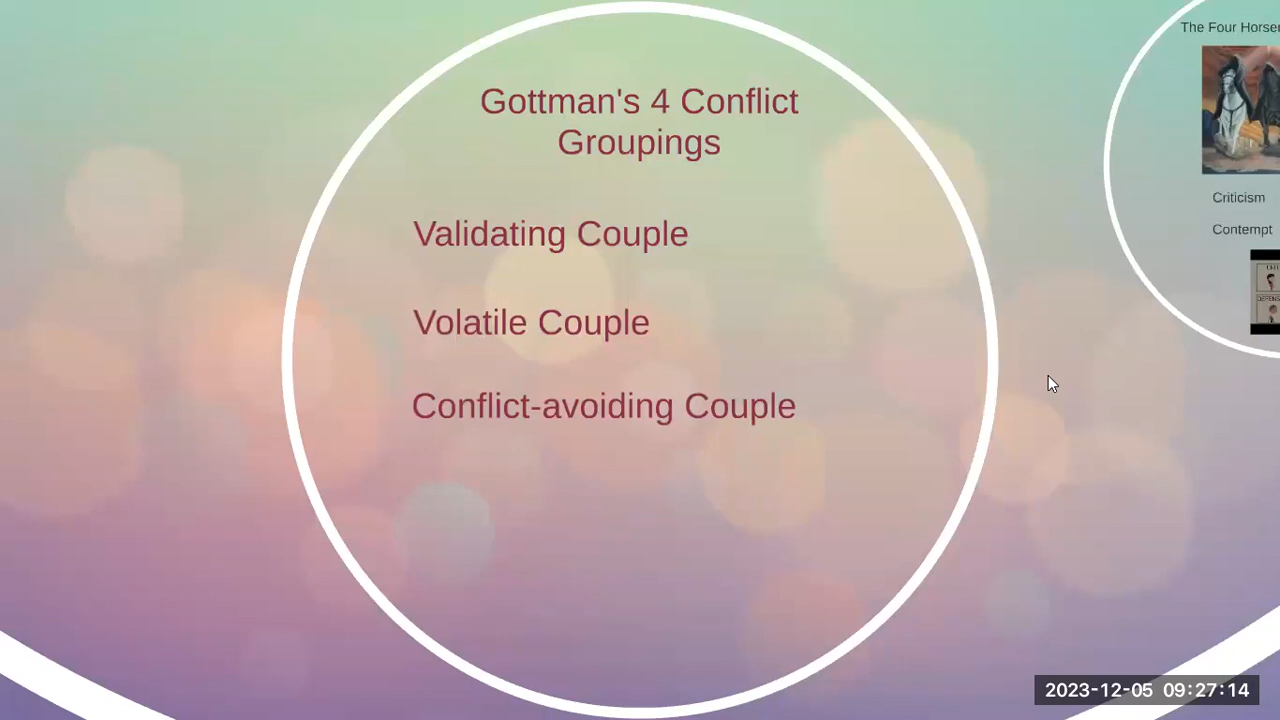 Gottman's 4 Conflict
Groupings
Validating Couple
Volatile Couple
Conflict-avoiding Couple
The Four
Criticism
Contempt
2023-12-05 09:27:14